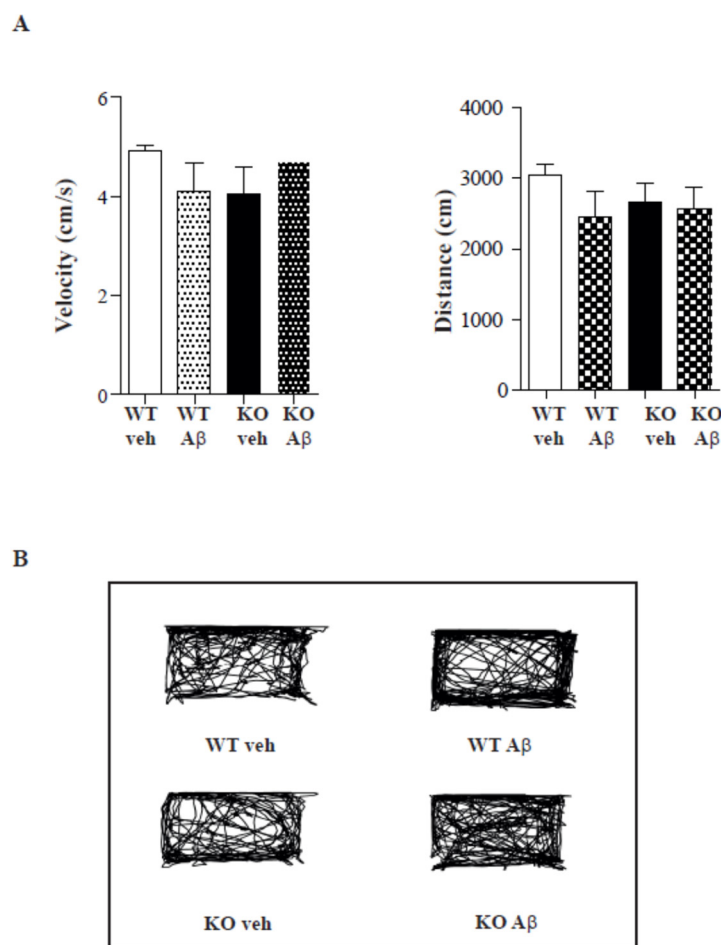 A
Velocity (cm/s)
6
4
2
0
WT veh
WT Aβ
KO veh
KO Aβ
Distance (cm)
4000
3000
2000
1000
0
WT veh
WT Aβ
KO veh
KO Aβ
B
WT veh
WT Aβ
KO veh
KO Aβ